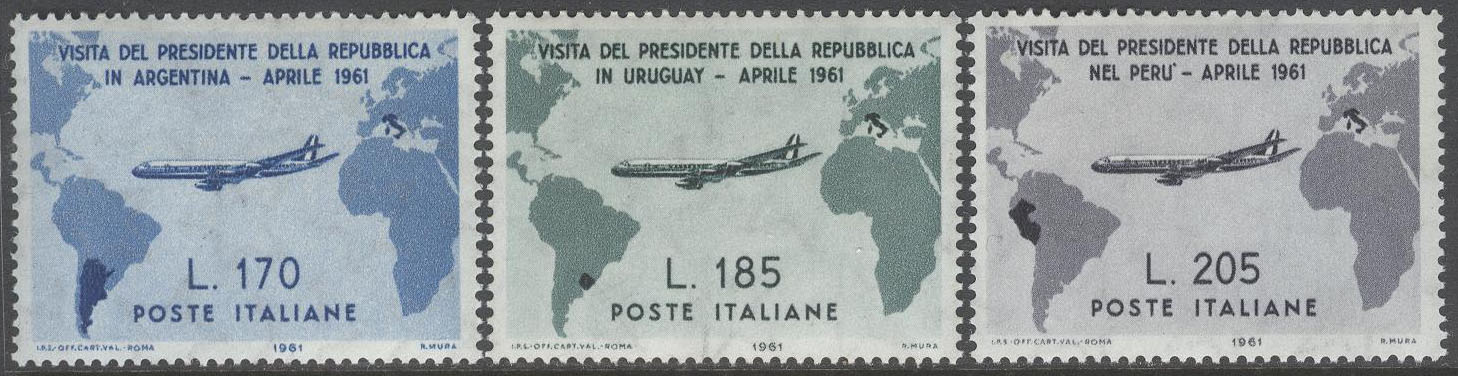 VISITA DEL PRESIDENTE DELLA REPUBBLICA
IN ARGENTINA - APRILE 1961
L. 170
POSTE ITALIANE
I.P.S.-OFF.CART.VAL.-ROMA 1961 R.MURA
VISITA DEL PRESIDENTE DELLA REPUBBLICA
IN URUGUAY - APRILE 1961
L. 185
POSTE ITALIANE
I.P.S.-OFF.CART.VAL.-ROMA 1961 R.MURA
VISITA DEL PRESIDENTE DELLA REPUBBLICA
NEL PERU' - APRILE 1961
L. 205
POSTE ITALIANE
I.P.S-OFF.CART.VAL.-ROMA 1961 R.MURA